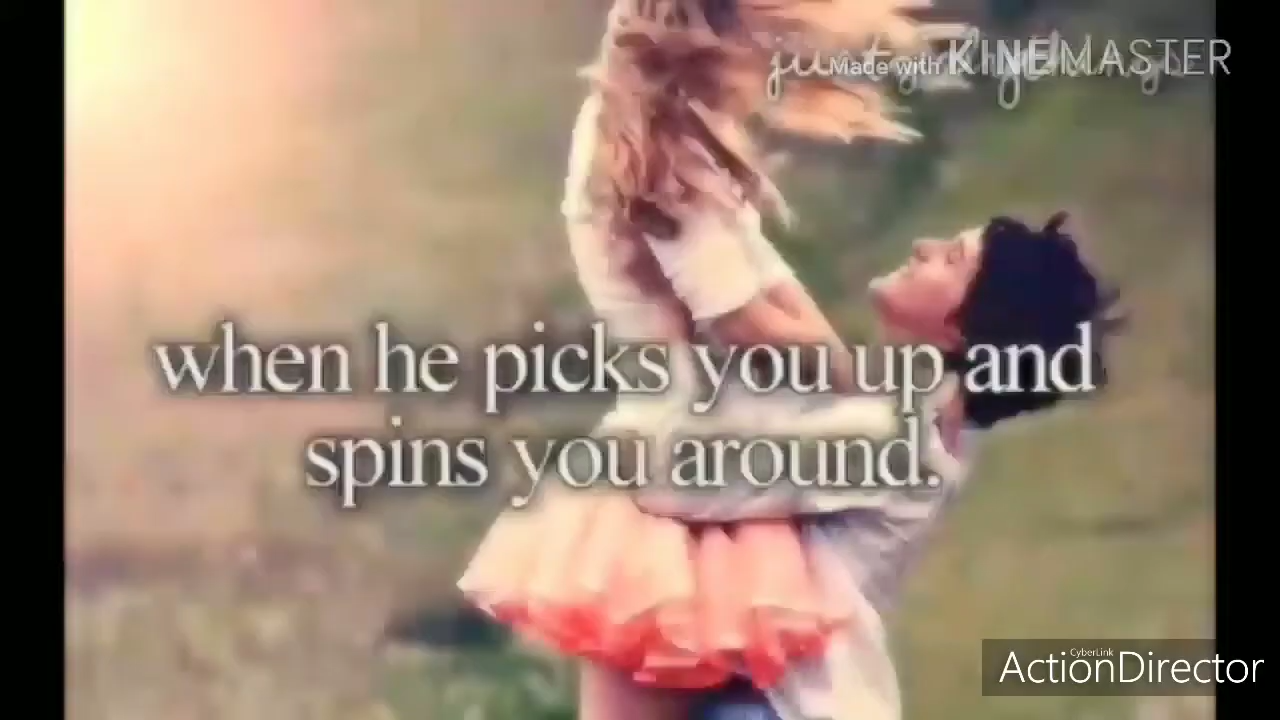 Made with KINEMASTER
when he picks you up and
spins you around.
CyberLink
ActionDirector